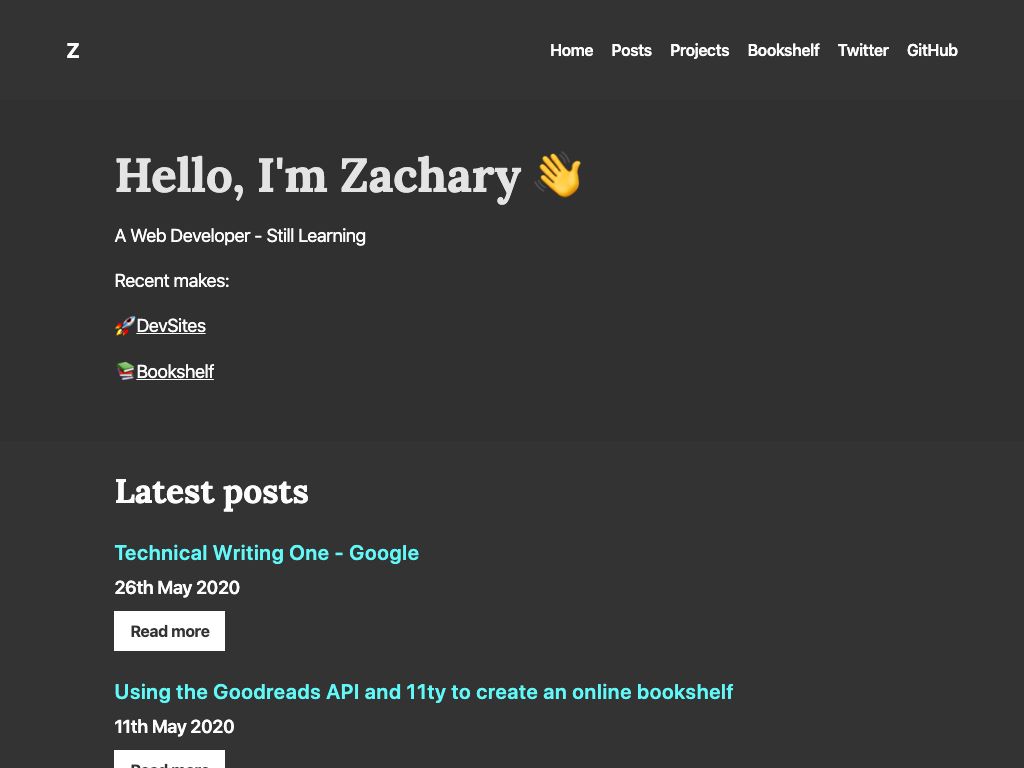 Z
Home Posts Projects Bookshelf Twitter GitHub
Hello, I'm Zachary 👋
A Web Developer - Still Learning
Recent makes:
🚀DevSites
📚Bookshelf
Latest posts
Technical Writing One - Google
26th May 2020
Read more
Using the Goodreads API and 11ty to create an online bookshelf
11th May 2020
Read more